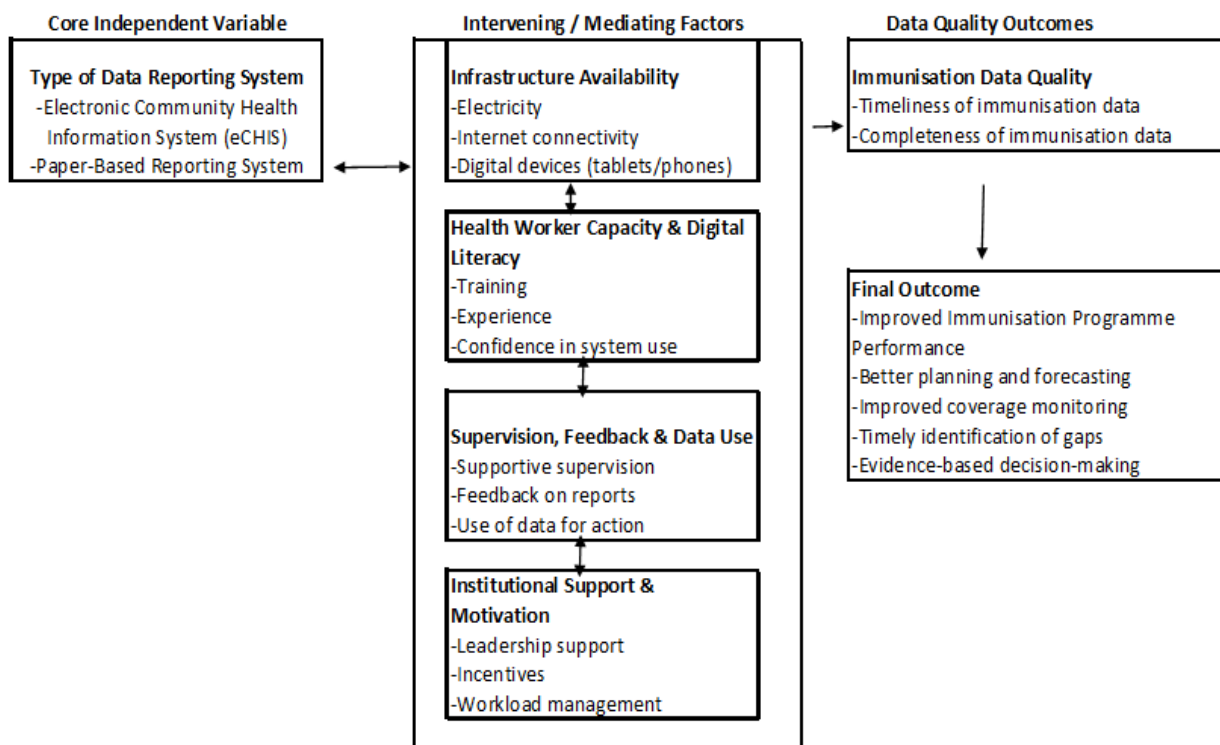 Core Independent Variable
Type of Data Reporting System
-Electronic Community Health
Information System (eCHIS)
-Paper-Based Reporting System
Intervening / Mediating Factors
Infrastructure Availability
-Electricity
-Internet connectivity
-Digital devices (tablets/phones)
Health Worker Capacity & Digital
Literacy
-Training
-Experience
-Confidence in system use
Supervision, Feedback & Data Use
-Supportive supervision
-Feedback on reports
-Use of data for action
Institutional Support &
Motivation
-Leadership support
-Incentives
-Workload management
Data Quality Outcomes
Immunisation Data Quality
-Timeliness of immunisation data
-Completeness of immunisation data
Final Outcome
-Improved Immunisation Programme
Performance
-Better planning and forecasting
-Improved coverage monitoring
-Timely identification of gaps
-Evidence-based decision-making